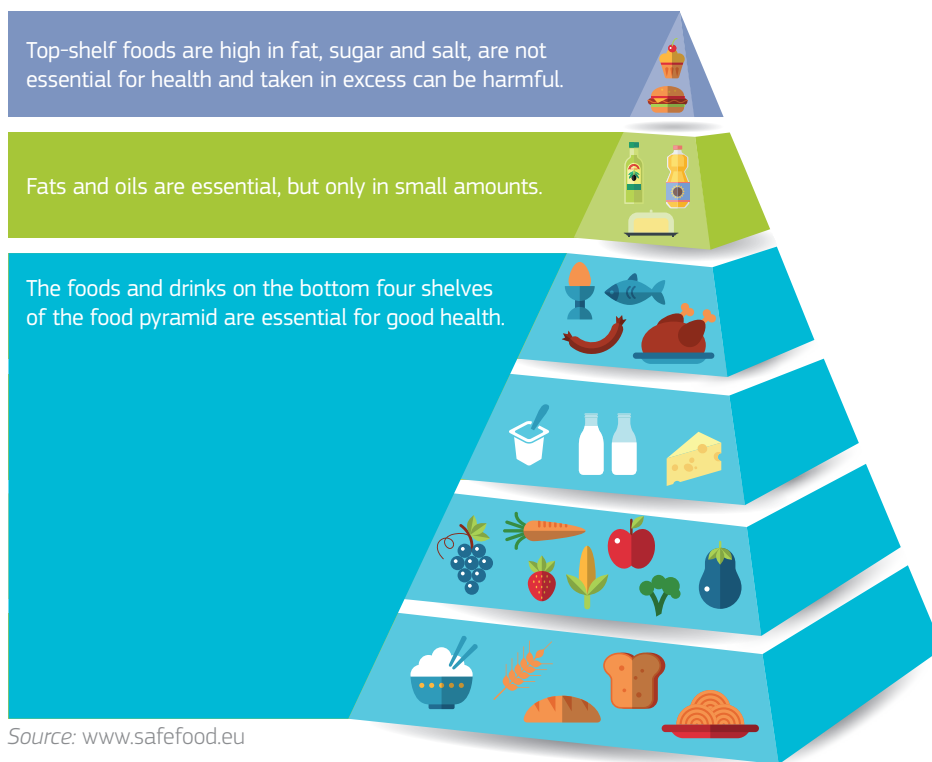 Top-shelf foods are high in fat, sugar and salt, are not
essential for health and taken in excess can be harmful.
Fats and oils are essential, but only in small amounts.
The foods and drinks on the bottom four shelves
of the food pyramid are essential for good health.
Source: www.safefood.eu